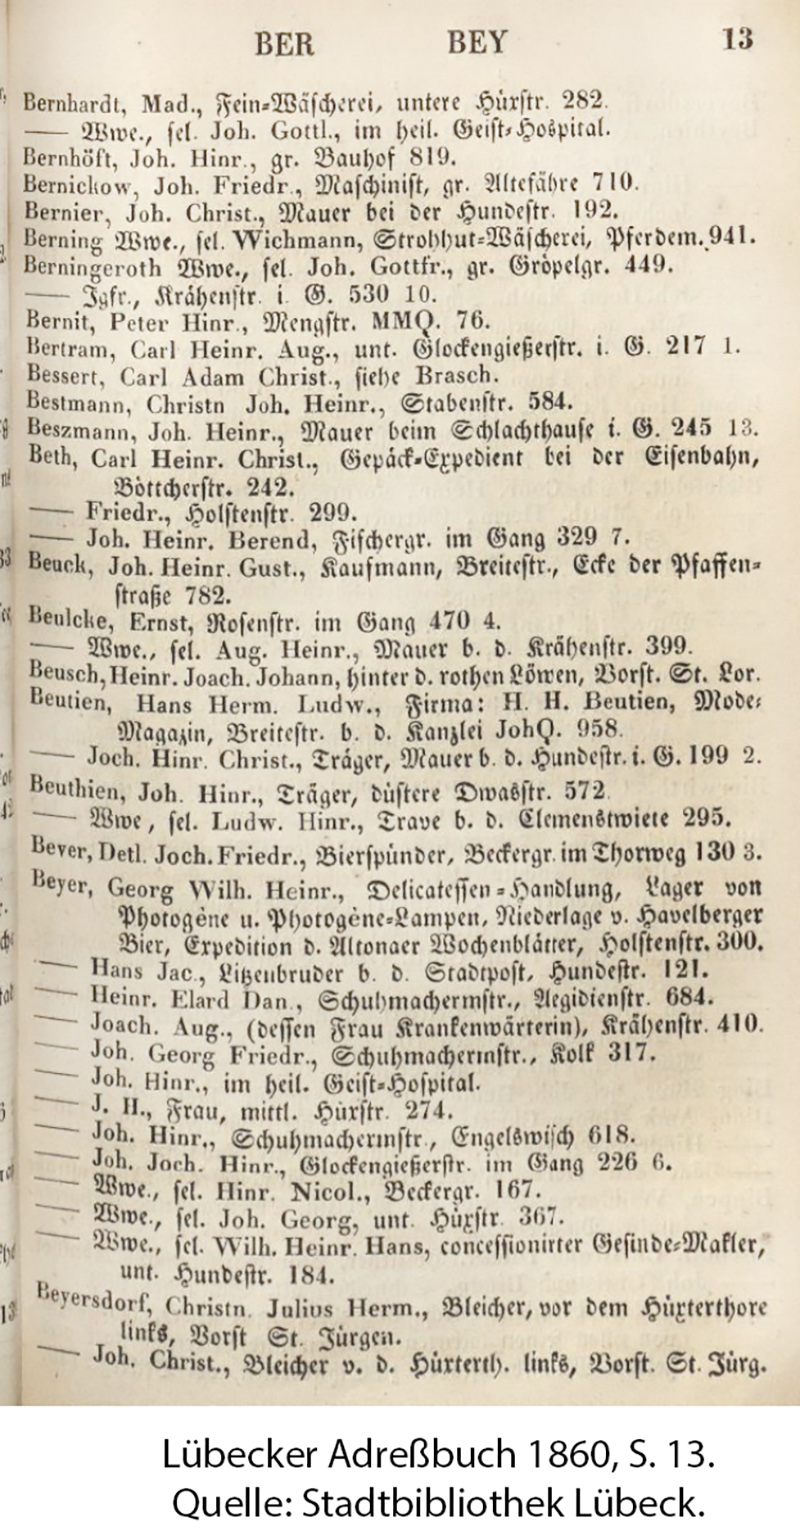 BER BEY 13
Bernhardt, Mad., Fein-Wäscherei, untere Hüxstr. 282.
—— Wwe., sel. Joh. Gottl., im heil. Geist-Hospital.
Bernhöft, Joh. Hinr., gr. Bauhof 819.
Bernickow, Joh. Friedr., Maschinist, gr. Altefähre 710.
Bernier, Joh. Christ., Mauer bei der Hundestr. 192.
Berning Wwe., sel. Wichmann, Strohhut-Wäscherei, Pferdem. 941.
Berningeroth Wwe., sel. Joh. Gottfr., gr. Gröpelgr. 449.
—— Igfr., Krähenstr. i. G. 530 10.
Bernit, Peter Hinr., Mengstr. MMQ. 76.
Bertram, Carl Heinr. Aug., unt. Glockengießerstr. i. G. 217 1.
Bessert, Carl Adam Christ., siehe Brasch.
Bestmann, Christn Joh. Heinr., Stabenstr. 584.
Beszmann, Joh. Heinr., Mauer beim Schlachthause i. G. 245 13.
Beth, Carl Heinr. Christ., Gepäck-Expedient bei der Eisenbahn,
Böttcherstr. 242.
—— Friedr., Holstenstr. 299.
—— Joh. Heinr. Berend, Fischergr. im Gang 329 7.
Beuck, Joh. Heinr. Gust., Kaufmann, Breitestr., Ecke der Pfaffen-
straße 782.
Beulcke, Ernst, Rosenstr. im Gang 470 4.
—— Wwe., sel. Aug. Heinr., Mauer b. d. Krähenstr. 399.
Beusch, Heinr. Joach. Johann, hinter d. rothen Löwen, Vorst. St. Lor.
Beutien, Hans Herm. Ludw., Firma: H. H. Beutien, Mode-
Magazin, Breitestr. b. d. Kanzlei JohQ. 958.
—— Joch. Hinr. Christ., Träger, Mauer b. d. Hundestr. i. G. 199 2.
Beuthien, Joh. Hinr., Träger, düstere Dwasstr. 572.
—— Wwe, sel. Ludw. Hinr., Trave b. d. Clemenstwiete 295.
Bever, Detl. Joch. Friedr., Bierspünder, Beckergr. im Thorweg 130 3.
Beyer, Georg Wilh. Heinr., Delicatessen-Handlung, Lager von
Photogène u. Photogène-Lampen, Niederlage v. Havelberger
Bier, Expedition d. Altonaer Wochenblätter, Holstenstr. 300.
—— Hans Jac., Litzenbruder b. d. Stadtpost, Hundestr. 121.
—— Heinr. Elard Dan., Schuhmachermstr., Aegidienstr. 684.
—— Joach. Aug., (dessen Frau Krankenwärterin), Krähenstr. 410.
—— Joh. Georg Friedr., Schuhmachermstr., Kolk 317.
—— Joh. Hinr., im heil. Geist-Hospital.
—— J. H., Frau, mittl. Hüxstr. 274.
—— Joh. Hinr., Schuhmachermstr., Engelswisch 618.
—— Joh. Joch. Hinr., Glockengießerstr. im Gang 226 6.
—— Wwe., sel. Hinr. Nicol., Beckergr. 167.
—— Wwe., sel. Joh. Georg, unt. Hüxstr. 367.
—— Wwe., sel. Wilh. Heinr. Hans, concessionirter Gesinde-Makler,
unt. Hundestr. 184.
Beyersdorf, Christn. Julius Herm., Bleicher, vor dem Hüxterthore
links, Vorst St. Jürgen.
—— Joh. Christ., Bleicher v. d. Hüxterth. links, Vorst. St. Jürg.
Lübecker Adreßbuch 1860, S. 13.
Quelle: Stadtbibliothek Lübeck.